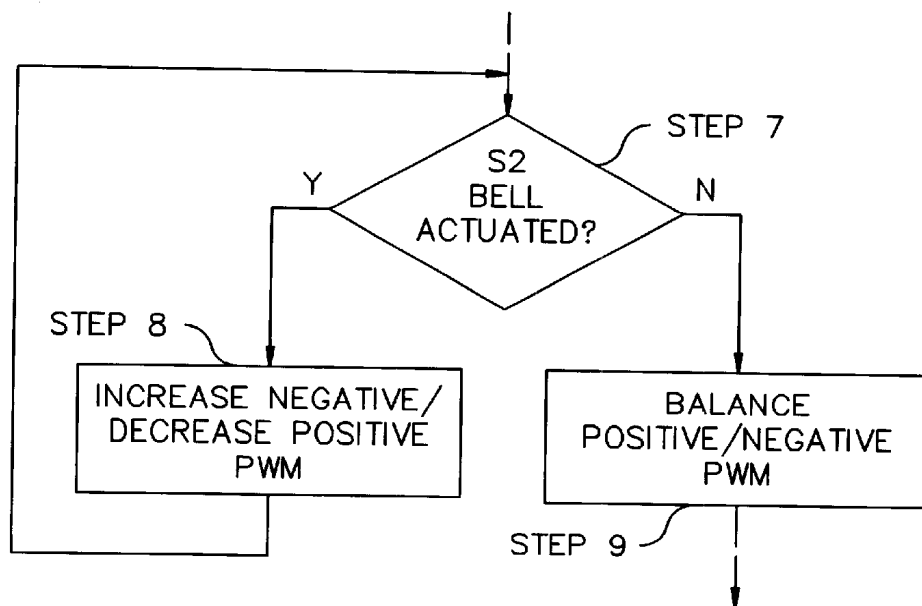 STEP 7
S2
BELL
ACTUATED?
Y
N
STEP 8
INCREASE NEGATIVE/
DECREASE POSITIVE
PWM
BALANCE
POSITIVE/NEGATIVE
PWM
STEP 9